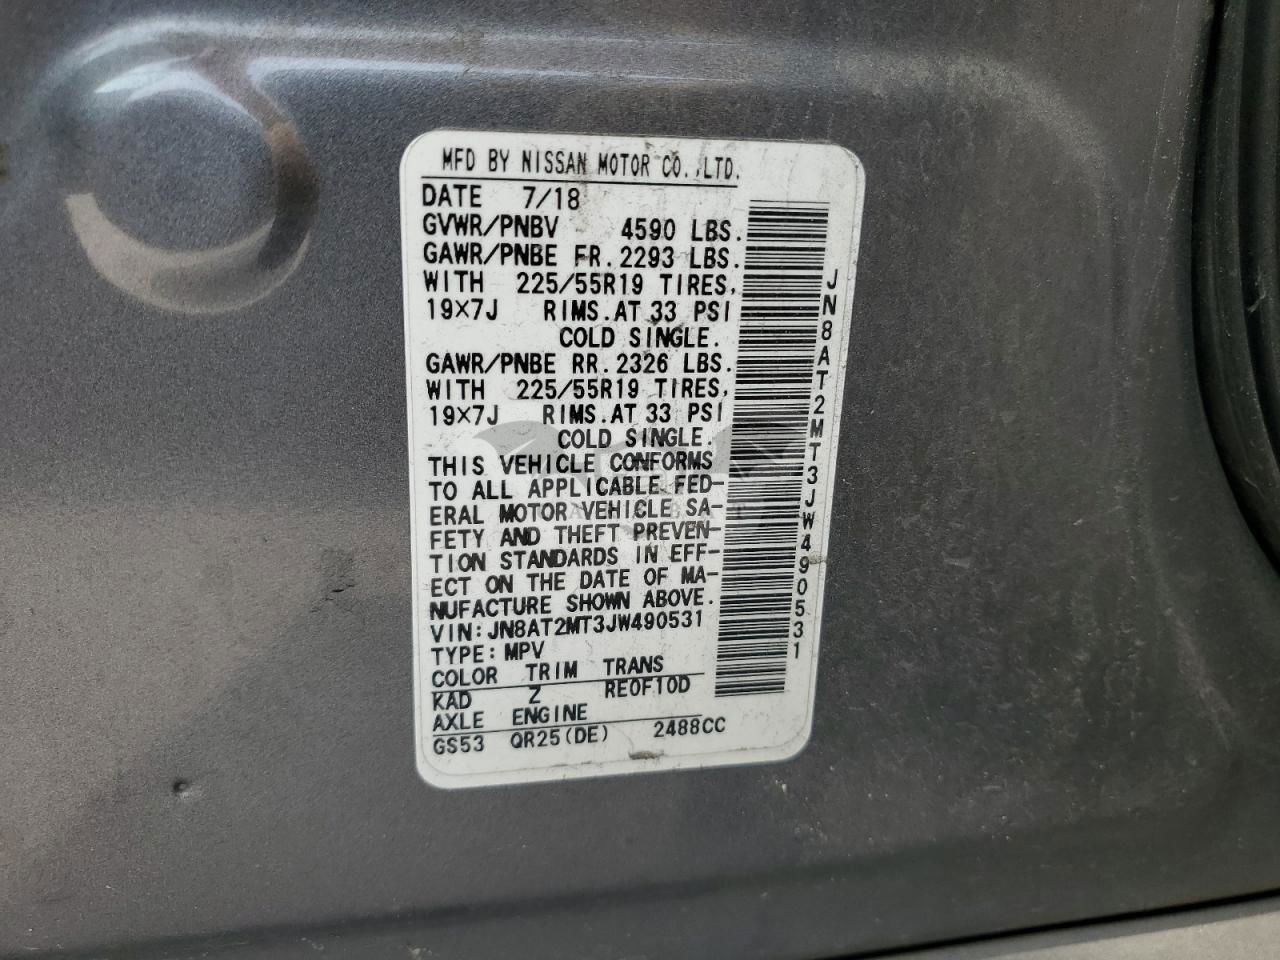 MFD BY NISSAN MOTOR CO.,LTD.
DATE 7/18
GVWR/PNBV 4590 LBS.
GAWR/PNBE FR. 2293 LBS.
WITH 225/55R19 TIRES,
19×7J RIMS.AT 33 PSI
COLD SINGLE.
GAWR/PNBE RR. 2326 LBS.
WITH 225/55R19 TIRES,
19×7J RIMS.AT 33 PSI
COLD SINGLE.
THIS VEHICLE CONFORMS
TO ALL APPLICABLE FED-
ERAL MOTOR VEHICLE SA-
FETY AND THEFT PREVEN-
TION STANDARDS IN EFF-
ECT ON THE DATE OF MA-
NUFACTURE SHOWN ABOVE.
VIN:JN8AT2MT3JW490531
TYPE:MPV
COLOR TRIM TRANS
KAD Z RE0F10D
AXLE ENGINE
GS53 QR25(DE) 2488CC
JN8AT2MT3JW490531